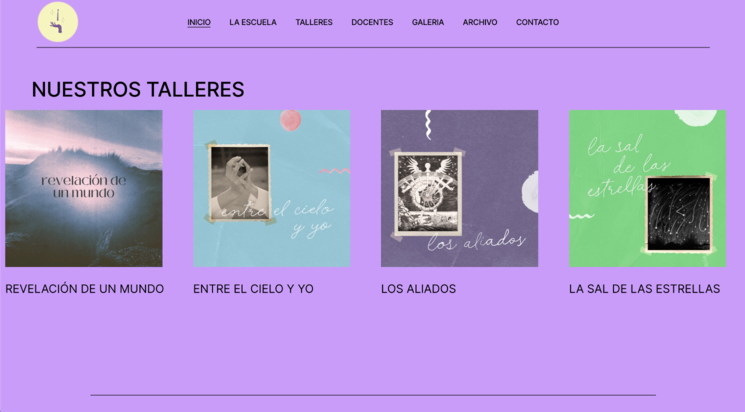 INICIO
LA ESCUELA
TALLERES
DOCENTES
GALERIA
ARCHIVO
CONTACTO
NUESTROS TALLERES
revelación de
un mundo
entre el cielo
y yo
los aliados
la sal
de las
estrellas
REVELACIÓN DE UN MUNDO
ENTRE EL CIELO Y YO
LOS ALIADOS
LA SAL DE LAS ESTRELLAS